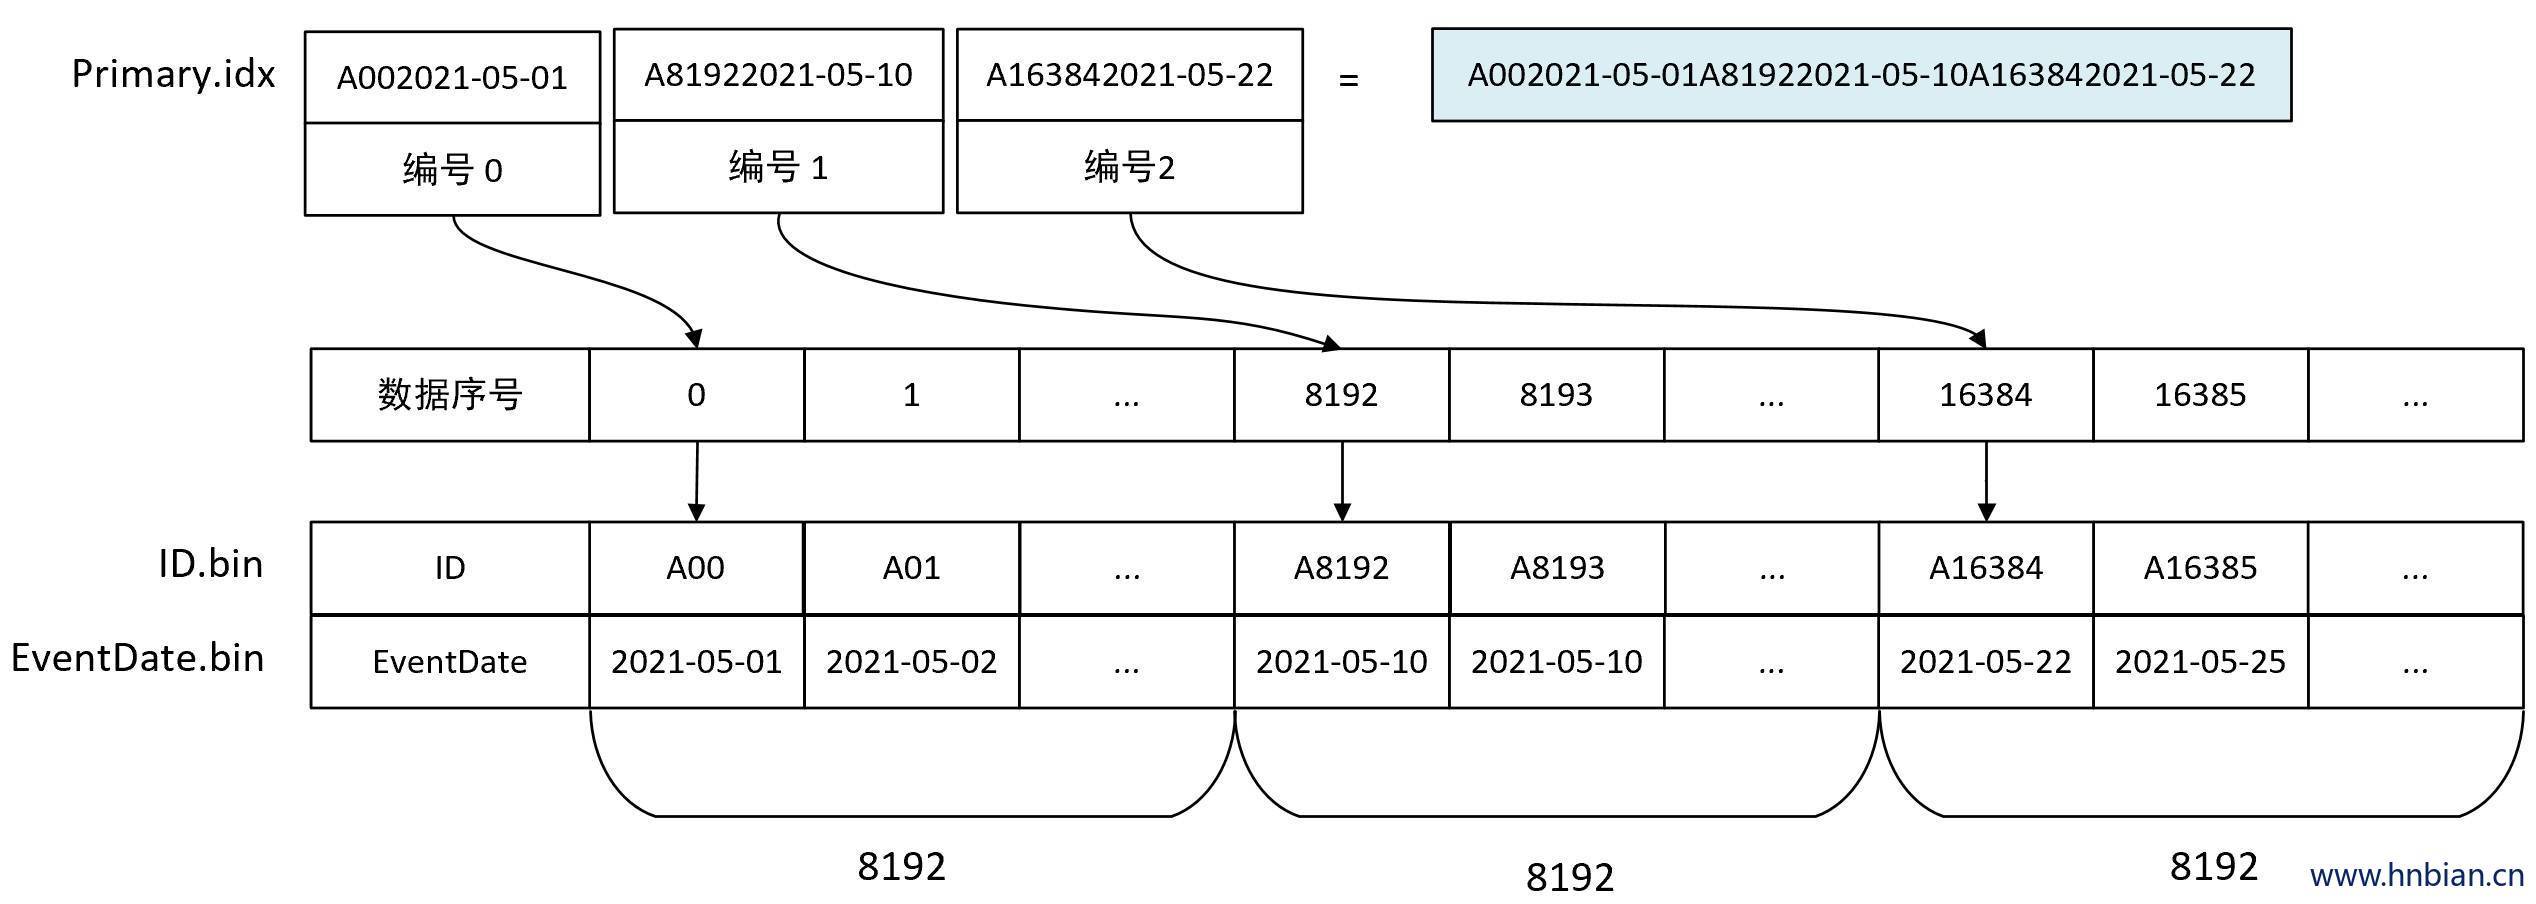 Primary.idx A002021-05-01 A81922021-05-10 A163842021-05-22 = A002021-05-01A81922021-05-10A163842021-05-22
编号 0 编号 1 编号2
数据序号 0 1 ... 8192 8193 ... 16384 16385 ...
ID.bin ID A00 A01 ... A8192 A8193 ... A16384 A16385 ...
EventDate.bin EventDate 2021-05-01 2021-05-02 ... 2021-05-10 2021-05-10 ... 2021-05-22 2021-05-25 ...
8192 8192 8192
www.hnbian.cn